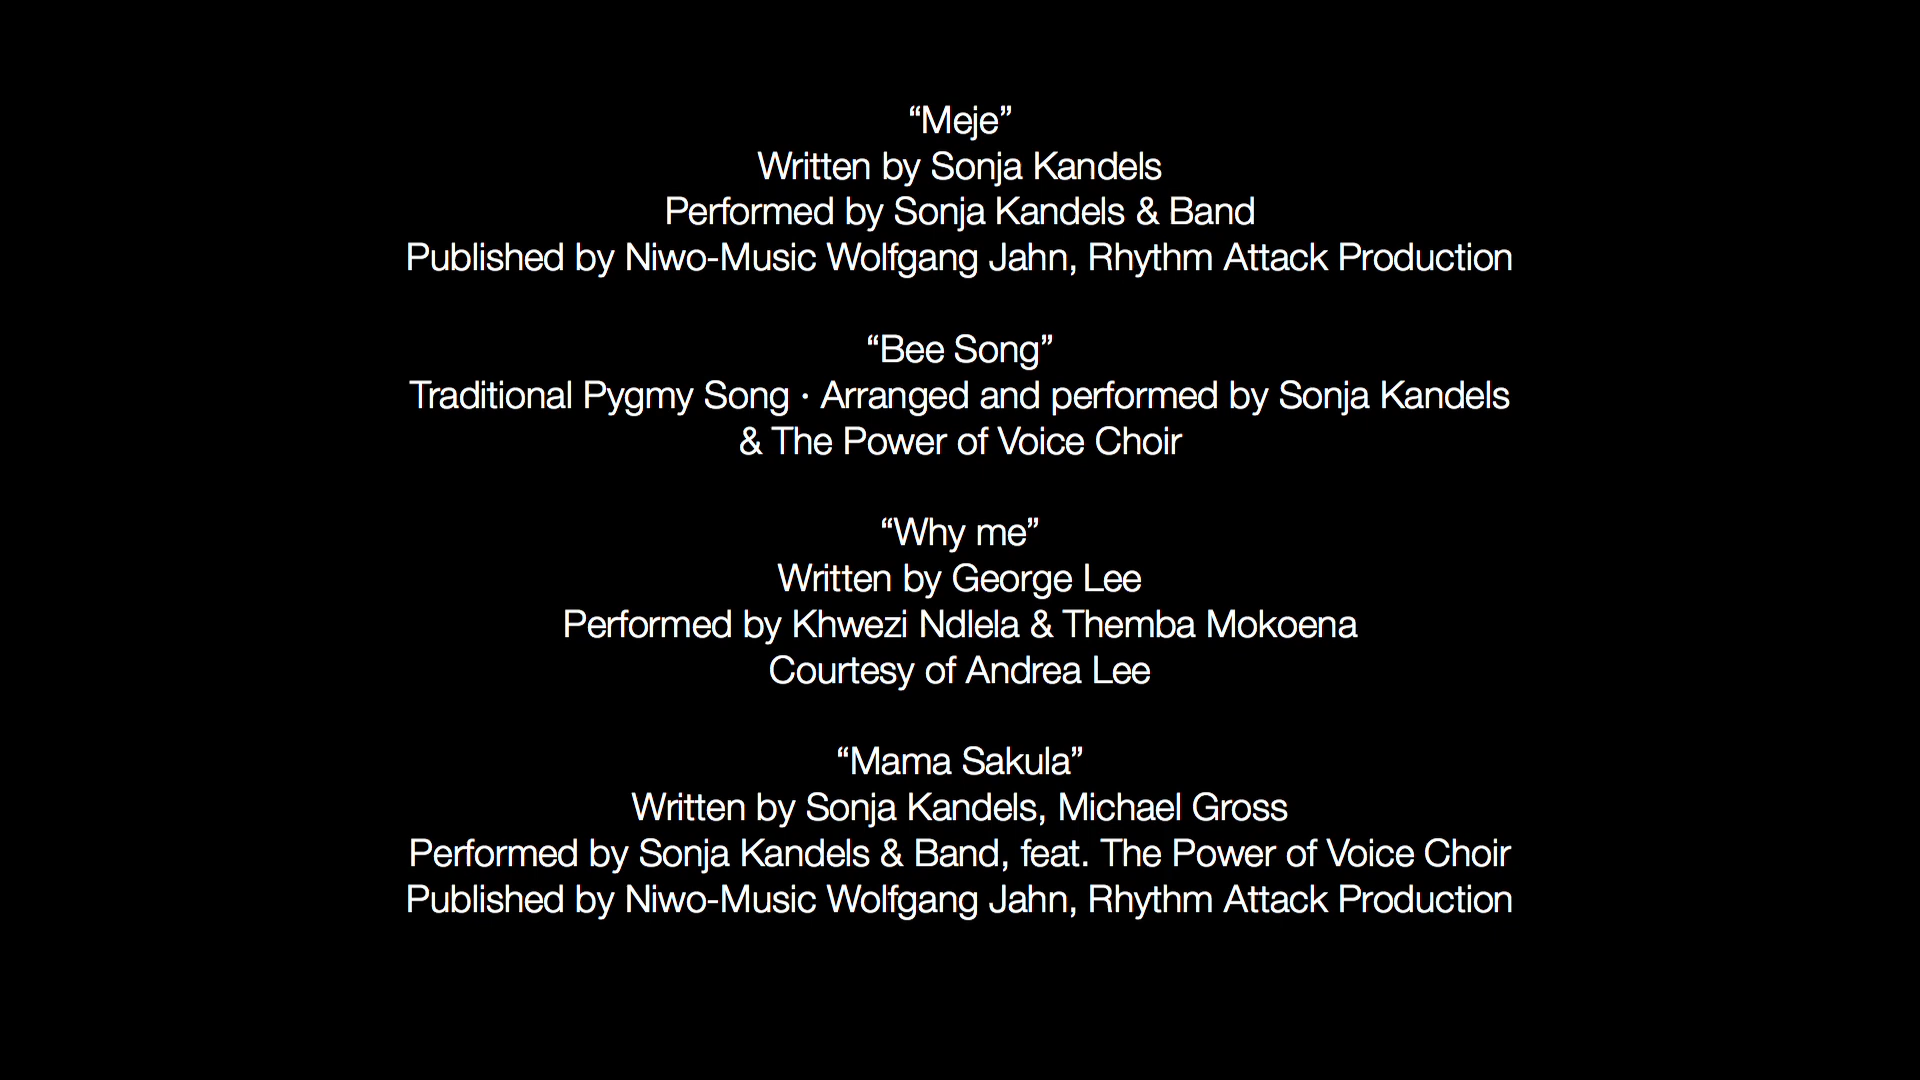 “Meje”
Written by Sonja Kandels
Performed by Sonja Kandels & Band
Published by Niwo-Music Wolfgang Jahn, Rhythm Attack Production
“Bee Song”
Traditional Pygmy Song · Arranged and performed by Sonja Kandels
& The Power of Voice Choir
“Why me”
Written by George Lee
Performed by Khwezi Ndlela & Themba Mokoena
Courtesy of Andrea Lee
“Mama Sakula”
Written by Sonja Kandels, Michael Gross
Performed by Sonja Kandels & Band, feat. The Power of Voice Choir
Published by Niwo-Music Wolfgang Jahn, Rhythm Attack Production